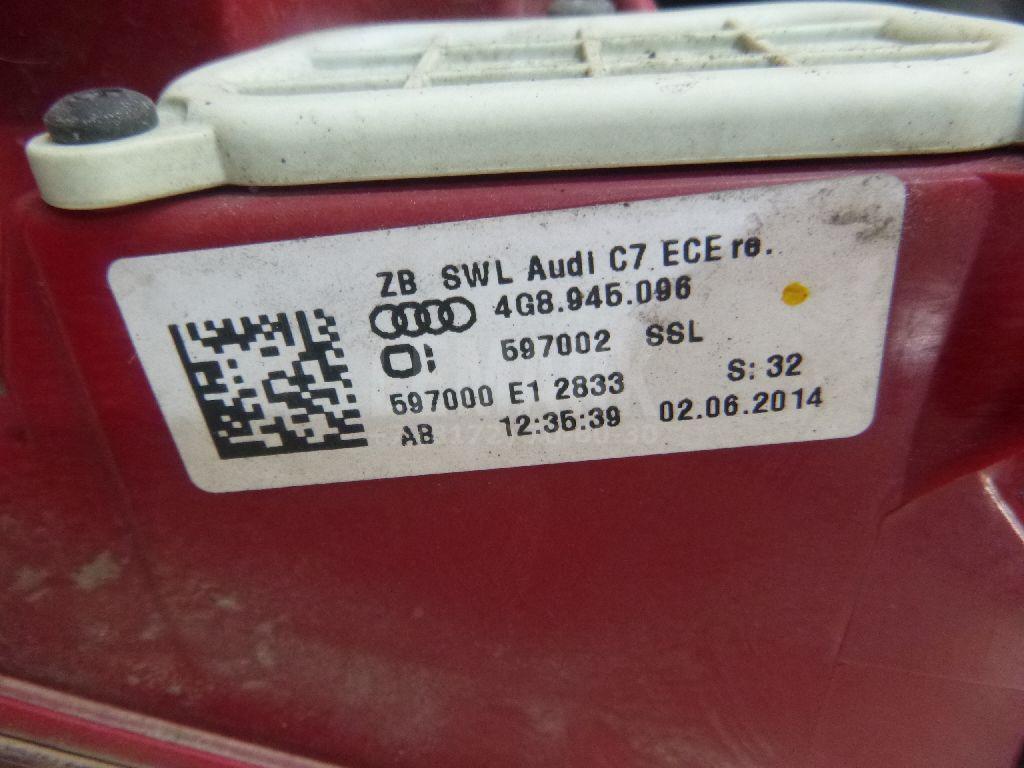 ZB SWL Audi C7 ECE re.
4G8.945.096
597002 SSL
597000 E1 2833 S: 32
AB 12:35:39 02.06.2014